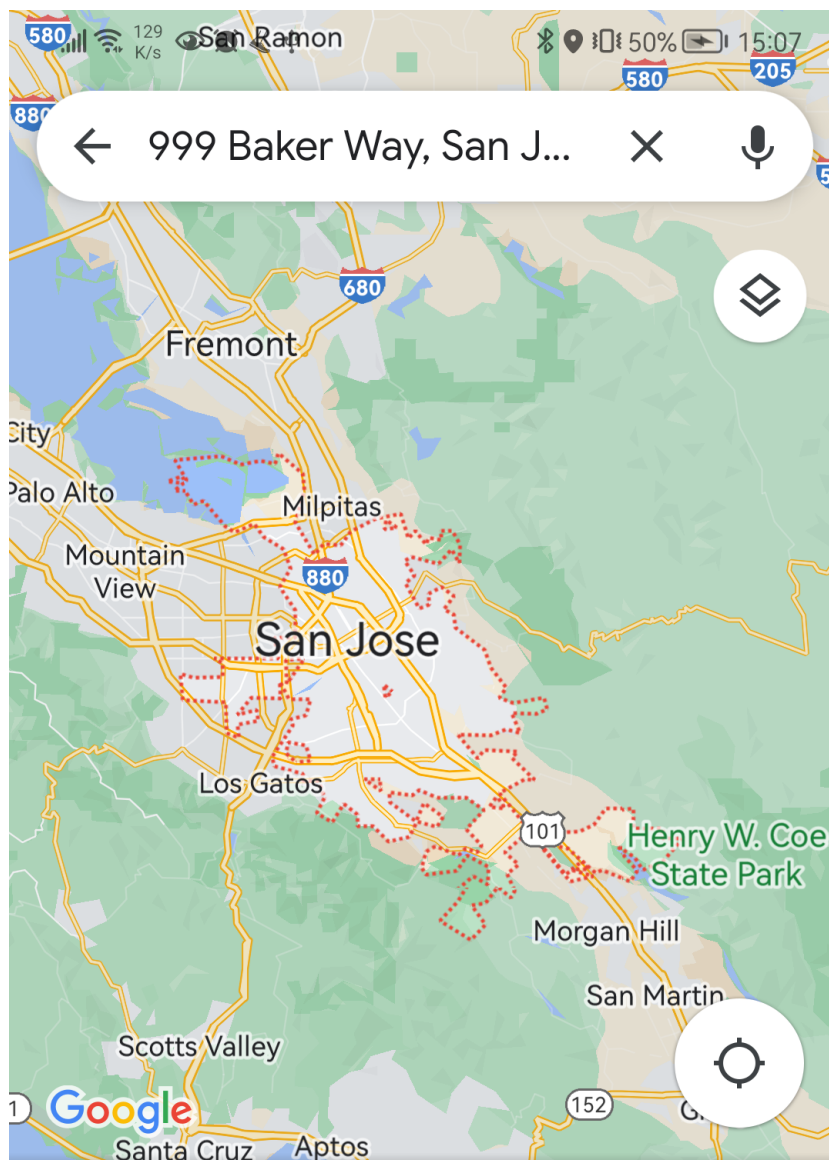 580
129
K/s
San Ramon
50%
15:07
580
205
880
999 Baker Way, San J...
5
680
Fremont
City
Palo Alto
Milpitas
Mountain
View
880
San Jose
Los Gatos
101
Henry W. Coe
State Park
Morgan Hill
San Martin
Scotts Valley
1
Google
152
G
Santa Cruz
Aptos